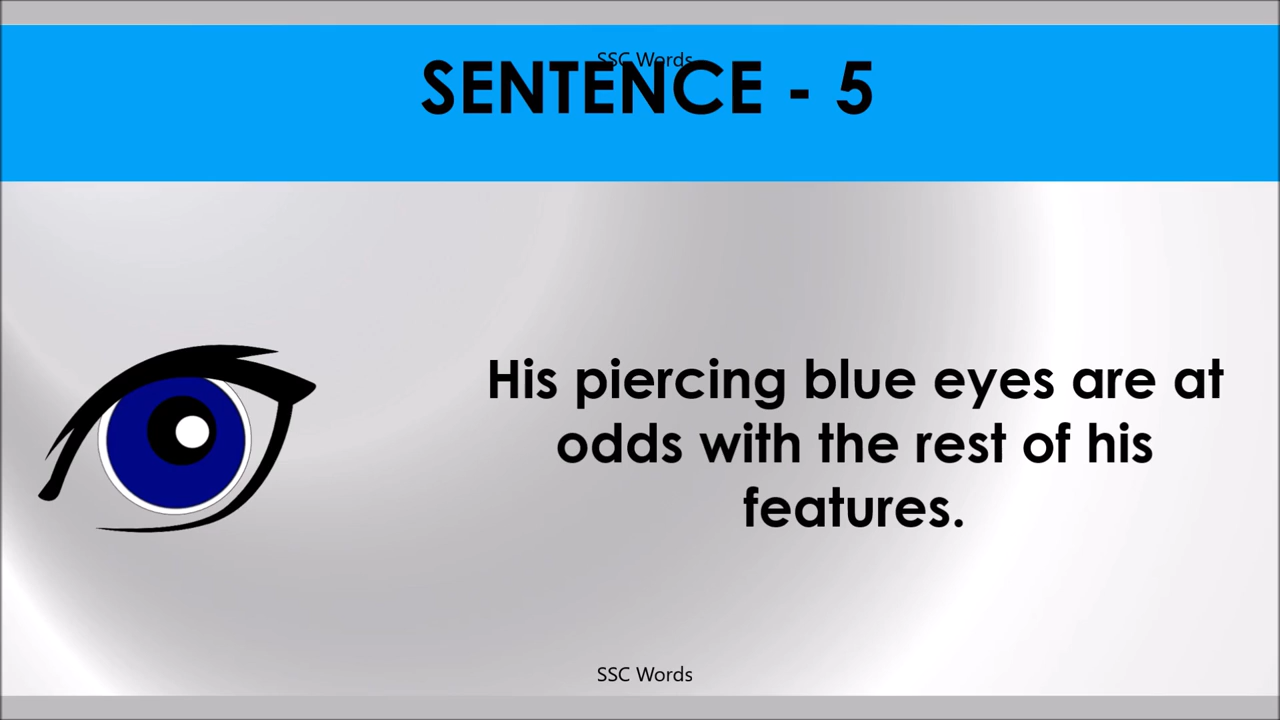 SSC Words
SENTENCE - 5
His piercing blue eyes are at
odds with the rest of his
features.
SSC Words